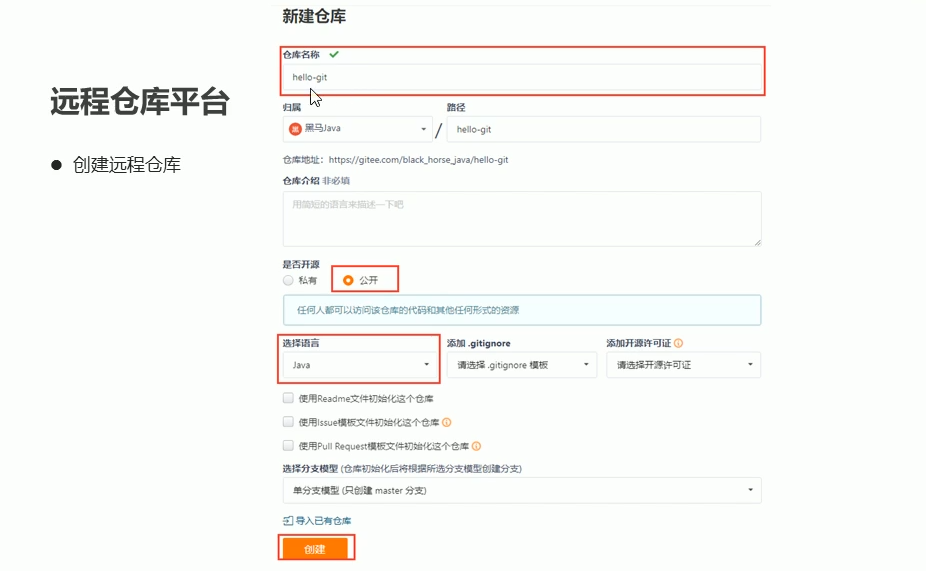 新建仓库
仓库名称
hello-git
远程仓库平台
创建远程仓库
归属 路径
黑马Java / hello-git
仓库地址：https://gitee.com/black_horse_java/hello-git
仓库介绍 非必填
用简短的语言来描述一下吧
是否开源
私有 公开
任何人都可以访问该仓库的代码和其他任何形式的资源
选择语言 添加 .gitignore 添加开源许可证
Java 请选择 .gitignore 模板 请选择开源许可证
使用Readme文件初始化这个仓库
使用Issue模板文件初始化这个仓库
使用Pull Request模板文件初始化这个仓库
选择分支模型 (仓库初始化后将根据所选分支模型创建分支)
单分支模型 (只创建 master 分支)
导入已有仓库
创建